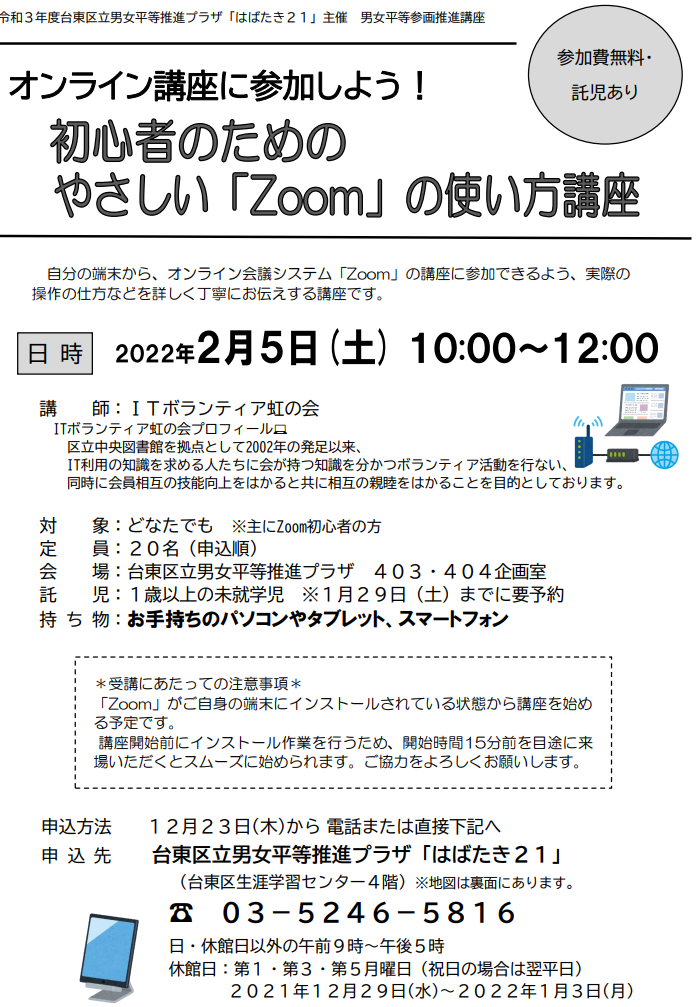 令和３年度台東区立男女平等推進プラザ「はばたき２１」主催　男女平等参画推進講座
参加費無料・
託児あり
オンライン講座に参加しよう！
初心者のための
やさしい「Zoom」の使い方講座
自分の端末から、オンライン会議システム「Zoom」の講座に参加できるよう、実際の
操作の仕方などを詳しく丁寧にお伝えする講座です。
日 時　2022年2月5日(土) 10:00～12:00
講　　師：ＩＴボランティア虹の会
ITボランティア虹の会プロフィール
区立中央図書館を拠点として2002年の発足以来、
IT利用の知識を求める人たちに会が持つ知識を分かつボランティア活動を行ない、
同時に会員相互の技能向上をはかると共に相互の親睦をはかることを目的としております。
対　　象：どなたでも　※主にZoom初心者の方
定　　員：２０名（申込順）
会　　場：台東区立男女平等推進プラザ　４０３・４０４企画室
託　　児：１歳以上の未就学児　※１月２９日（土）までに要予約
持 ち 物：お手持ちのパソコンやタブレット、スマートフォン
＊受講にあたっての注意事項＊
「Zoom」がご自身の端末にインストールされている状態から講座を始め
る予定です。
講座開始前にインストール作業を行うため、開始時間15分前を目途に来
場いただくとスムーズに始められます。ご協力をよろしくお願いします。
申込方法　　１２月２３日(木)から 電話または直接下記へ
申 込 先　　台東区立男女平等推進プラザ「はばたき２１」
（台東区生涯学習センター４階）※地図は裏面にあります。
☎　０３－５２４６－５８１６
日・休館日以外の午前９時～午後５時
休館日：第１・第３・第５月曜日（祝日の場合は翌平日）
２０２１年１２月２９日(水)～２０２２年１月３日(月)